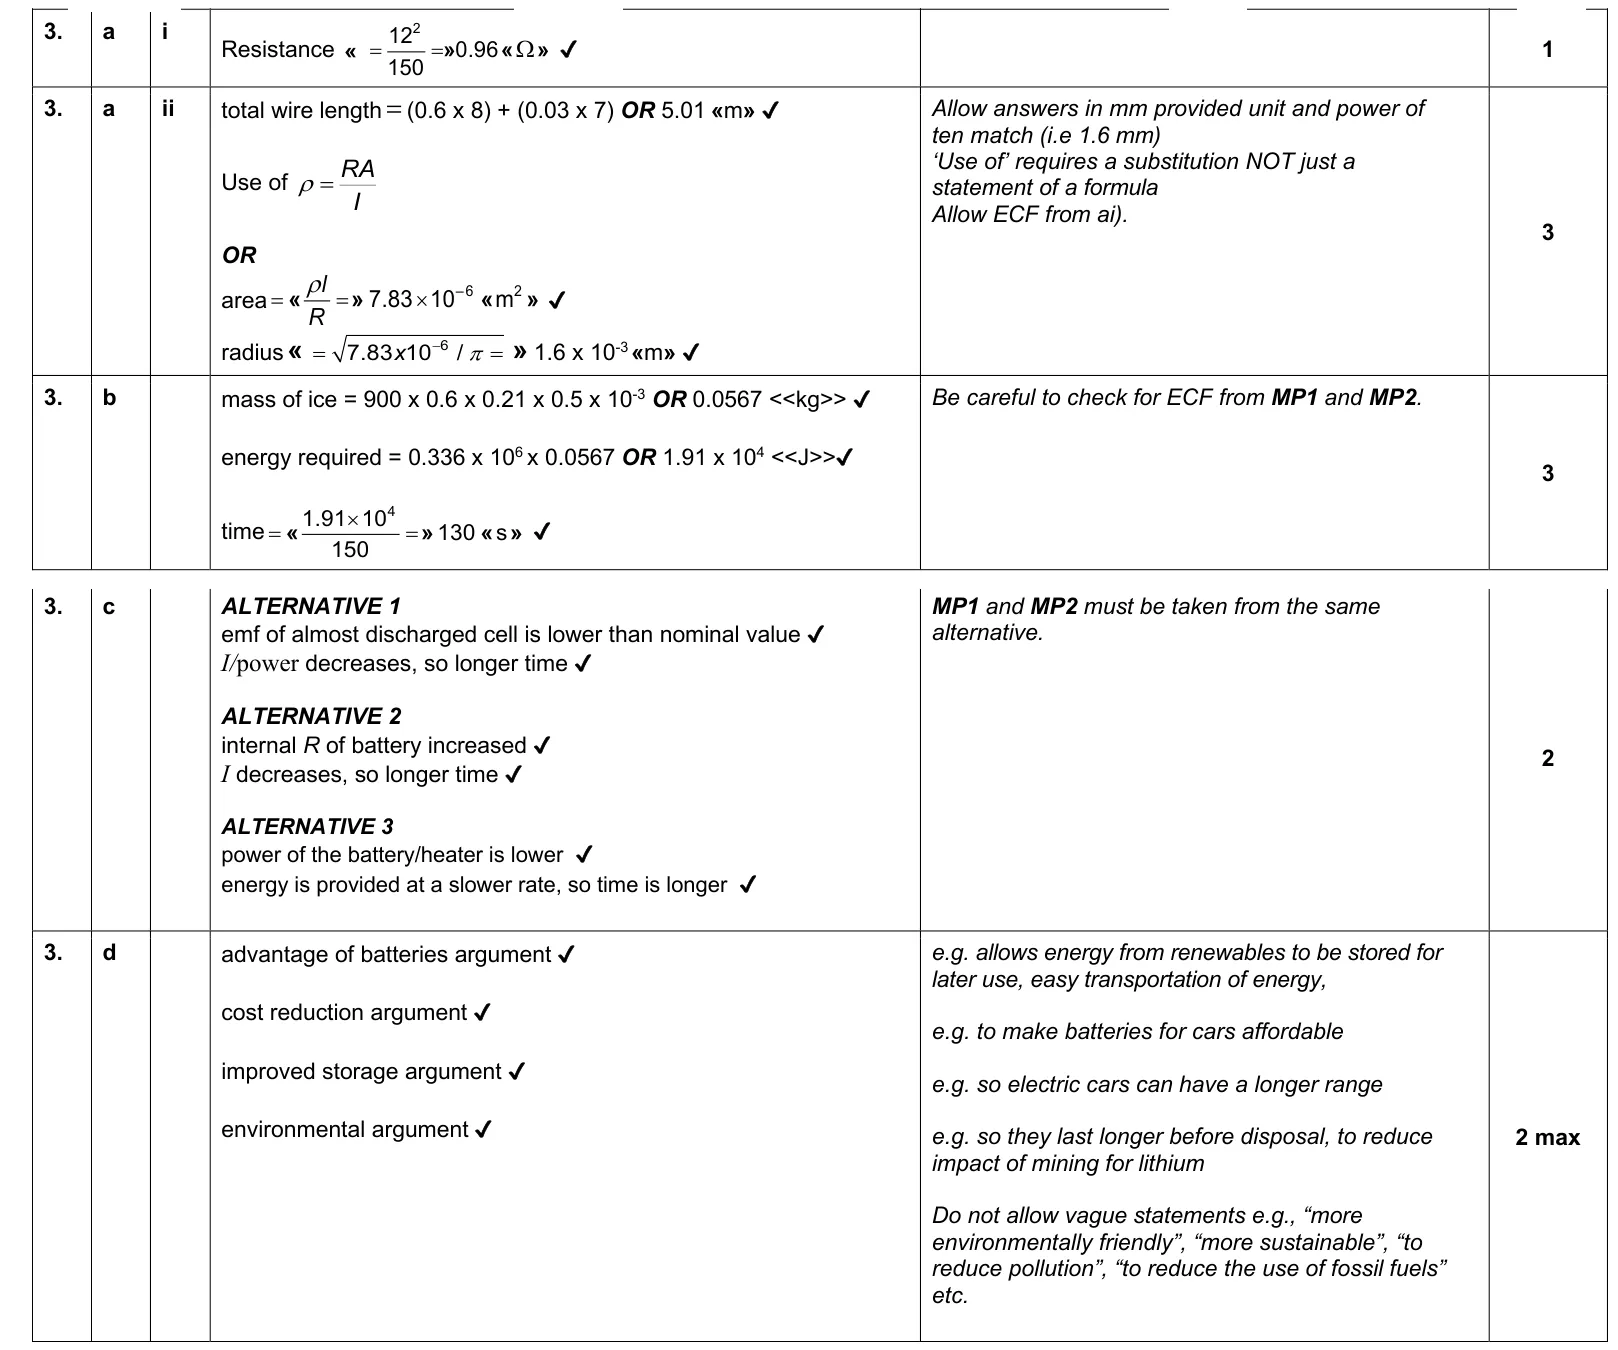 3. a i Resistance « = 12² / 150 =»0.96«Ω» ✓ 1
3. a ii total wire length = (0.6 x 8) + (0.03 x 7) OR 5.01 «m» ✓
Use of ρ = RA / l
OR
area = « ρl / R = » 7.83 × 10⁻⁶ «m²» ✓
radius « = √7.83x10⁻⁶ / π = » 1.6 x 10⁻³ «m» ✓
Allow answers in mm provided unit and power of
ten match (i.e 1.6 mm)
‘Use of’ requires a substitution NOT just a
statement of a formula
Allow ECF from ai).
3
3. b mass of ice = 900 x 0.6 x 0.21 x 0.5 x 10⁻³ OR 0.0567 <<kg>> ✓
energy required = 0.336 x 10⁶ x 0.0567 OR 1.91 x 10⁴ <<J>>✓
time = « 1.91×10⁴ / 150 = » 130 «s» ✓
Be careful to check for ECF from MP1 and MP2.
3
3. c ALTERNATIVE 1
emf of almost discharged cell is lower than nominal value ✓
I/power decreases, so longer time ✓
ALTERNATIVE 2
internal R of battery increased ✓
I decreases, so longer time ✓
ALTERNATIVE 3
power of the battery/heater is lower ✓
energy is provided at a slower rate, so time is longer ✓
MP1 and MP2 must be taken from the same
alternative.
2
3. d advantage of batteries argument ✓
cost reduction argument ✓
improved storage argument ✓
environmental argument ✓
e.g. allows energy from renewables to be stored for
later use, easy transportation of energy,
e.g. to make batteries for cars affordable
e.g. so electric cars can have a longer range
e.g. so they last longer before disposal, to reduce
impact of mining for lithium
Do not allow vague statements e.g., “more
environmentally friendly”, “more sustainable”, “to
reduce pollution”, “to reduce the use of fossil fuels”
etc.
2 max